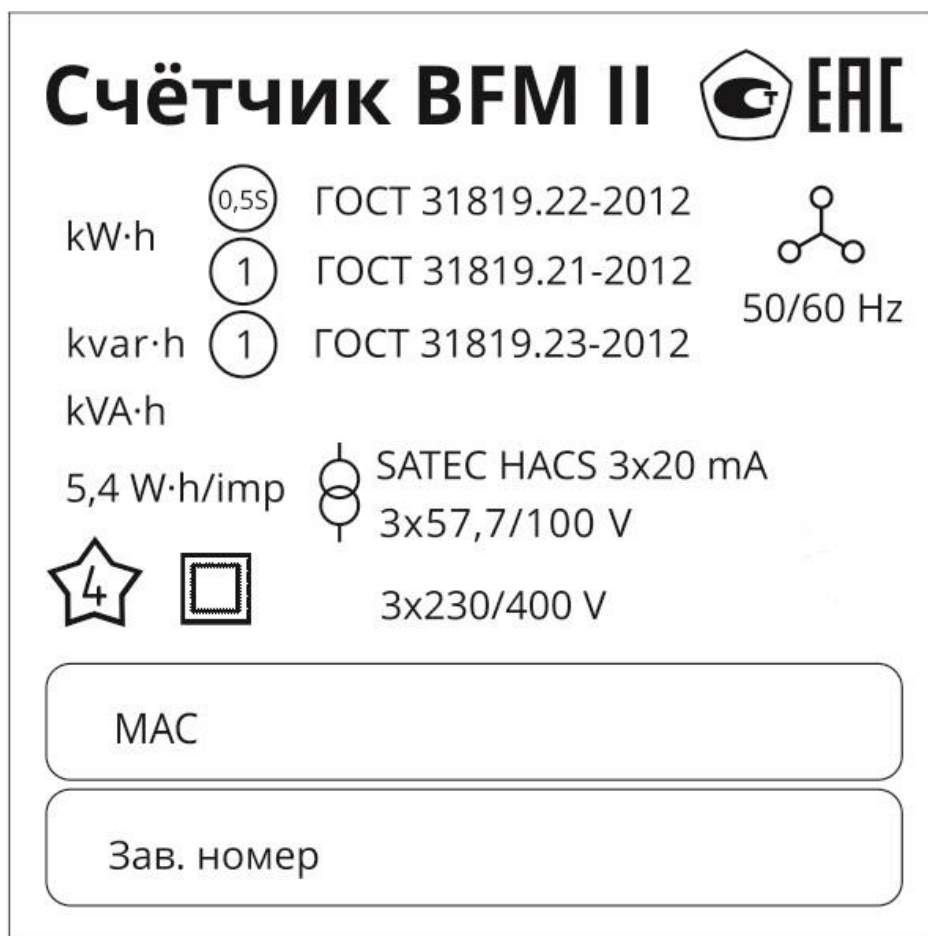 Счётчик BFM II СТ ЕАС
kW·h
0,5S ГОСТ 31819.22-2012
1 ГОСТ 31819.21-2012
50/60 Hz
kvar·h 1 ГОСТ 31819.23-2012
kVA·h
5,4 W·h/imp
SATEC HACS 3x20 mA
3x57,7/100 V
4
3x230/400 V
MAC
Зав. номер